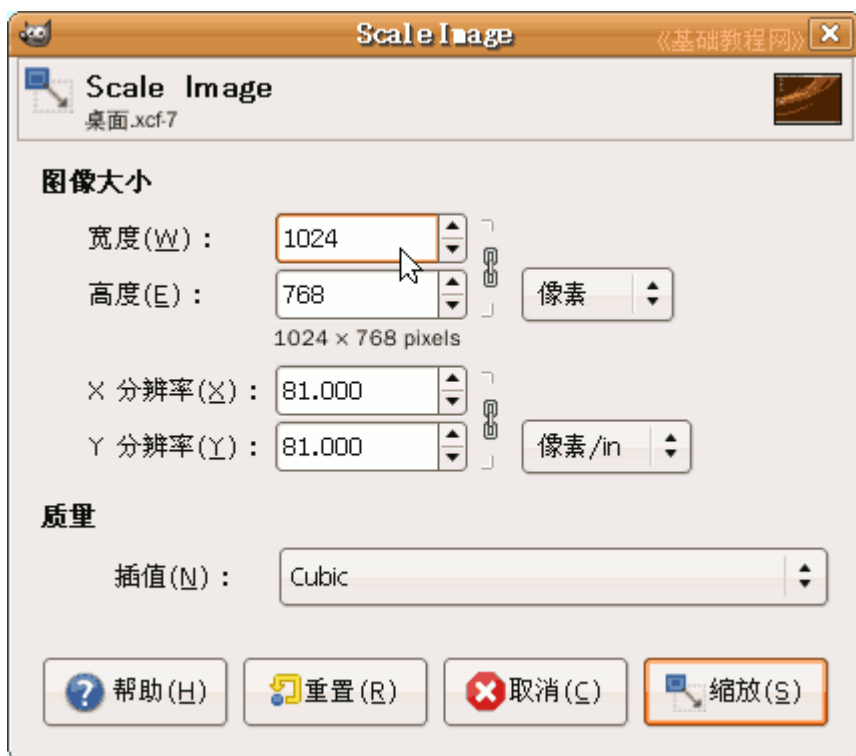 Scale Image 《基础教程网》
Scale Image
桌面.xcf-7
图像大小
宽度(W)： 1024
高度(E)： 768 像素
1024 × 768 pixels
X 分辨率(X)： 81.000
Y 分辨率(Y)： 81.000 像素/in
质量
插值(N)： Cubic
帮助(H) 重置(R) 取消(C) 缩放(S)